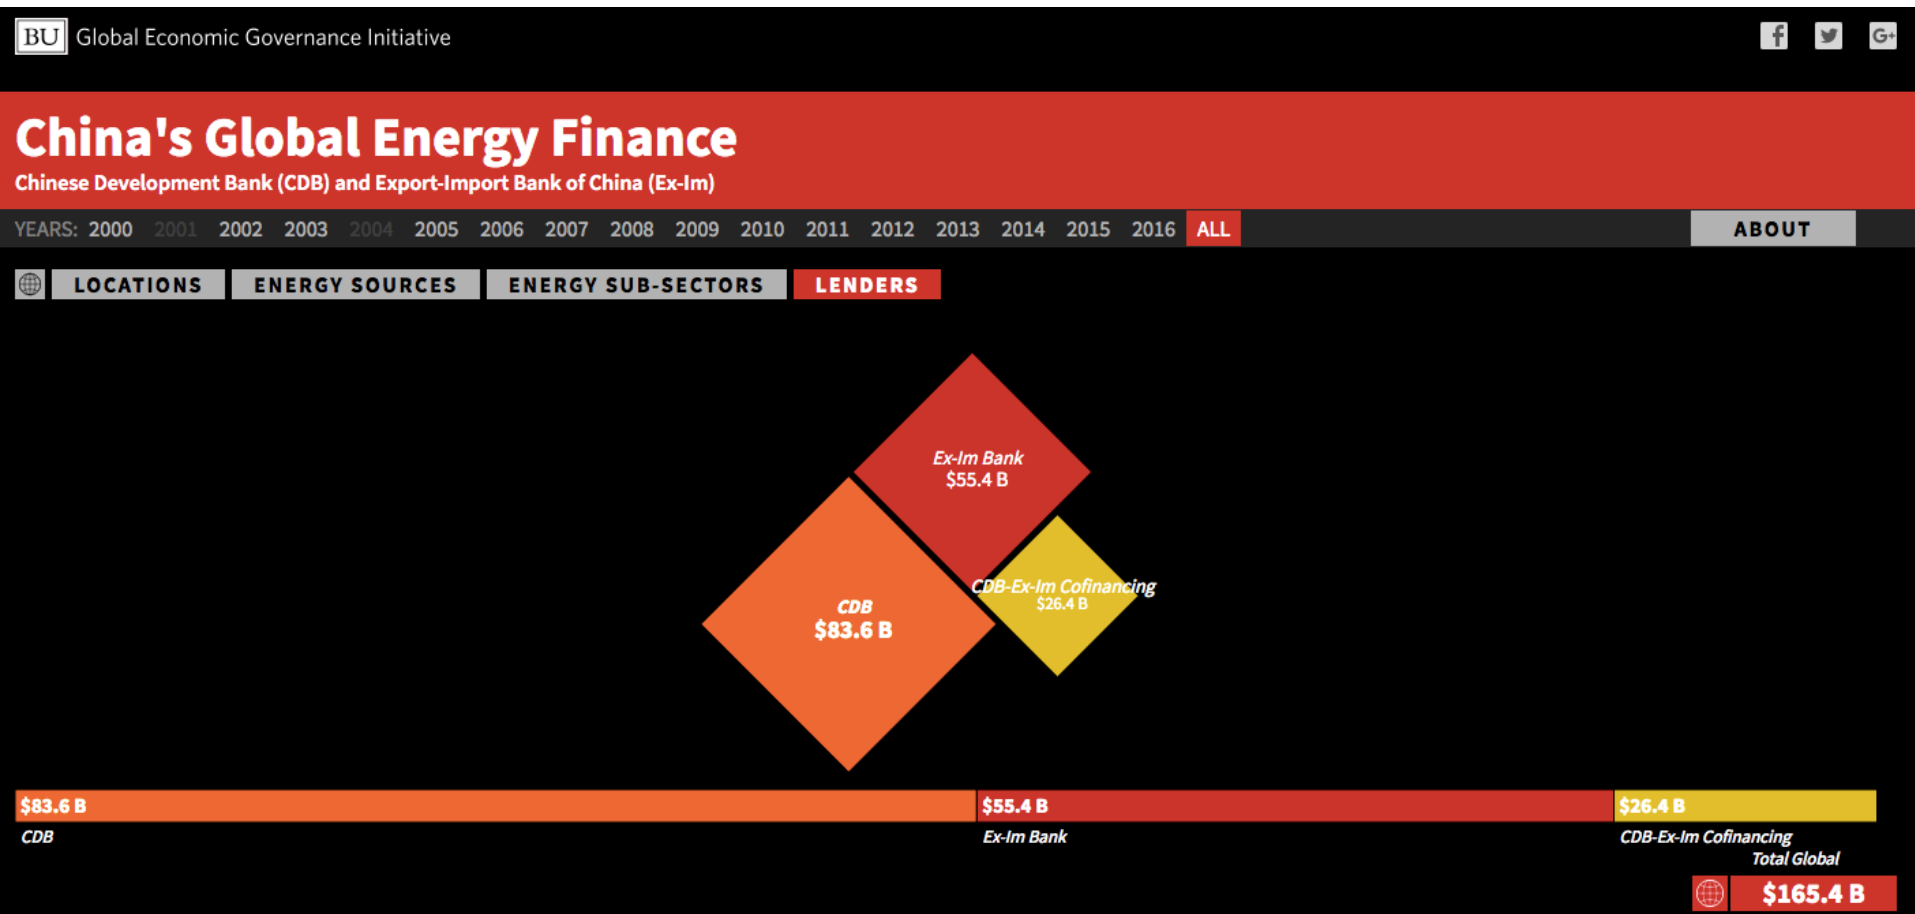 BU Global Economic Governance Initiative
f G+
China's Global Energy Finance
Chinese Development Bank (CDB) and Export-Import Bank of China (Ex-Im)
YEARS: 2000 2001 2002 2003 2004 2005 2006 2007 2008 2009 2010 2011 2012 2013 2014 2015 2016 ALL ABOUT
LOCATIONS ENERGY SOURCES ENERGY SUB-SECTORS LENDERS
Ex-Im Bank
$55.4 B
CDB-Ex-Im Cofinancing
$26.4 B
CDB
$83.6 B
$83.6 B $55.4 B $26.4 B
CDB Ex-Im Bank CDB-Ex-Im Cofinancing
Total Global
$165.4 B